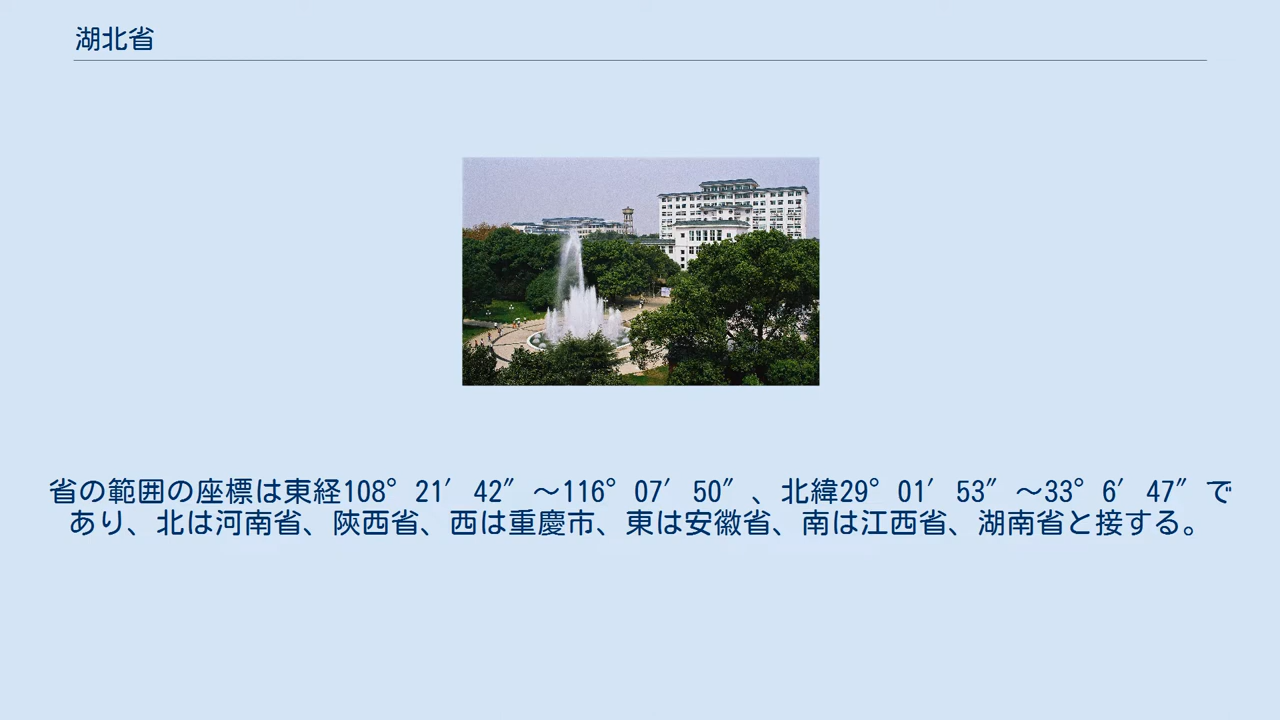 湖北省
省の範囲の座標は東経108°21′42″～116°07′50″、北緯29°01′53″～33°6′47″で
あり、北は河南省、陝西省、西は重慶市、東は安徽省、南は江西省、湖南省と接する。